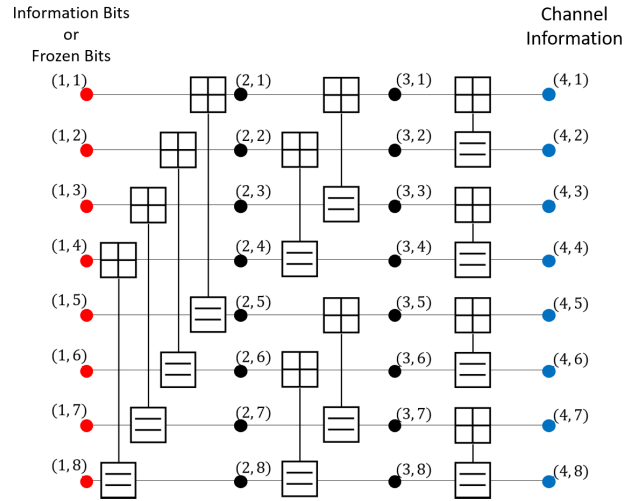 Information Bits
or
Frozen Bits
Channel
Information
(1, 1) (2, 1) (3, 1) (4, 1)
(1, 2) (2, 2) (3, 2) (4, 2)
(1, 3) (2, 3) (3, 3) (4, 3)
(1, 4) (2, 4) (3, 4) (4, 4)
(1, 5) (2, 5) (3, 5) (4, 5)
(1, 6) (2, 6) (3, 6) (4, 6)
(1, 7) (2, 7) (3, 7) (4, 7)
(1, 8) (2, 8) (3, 8) (4, 8)